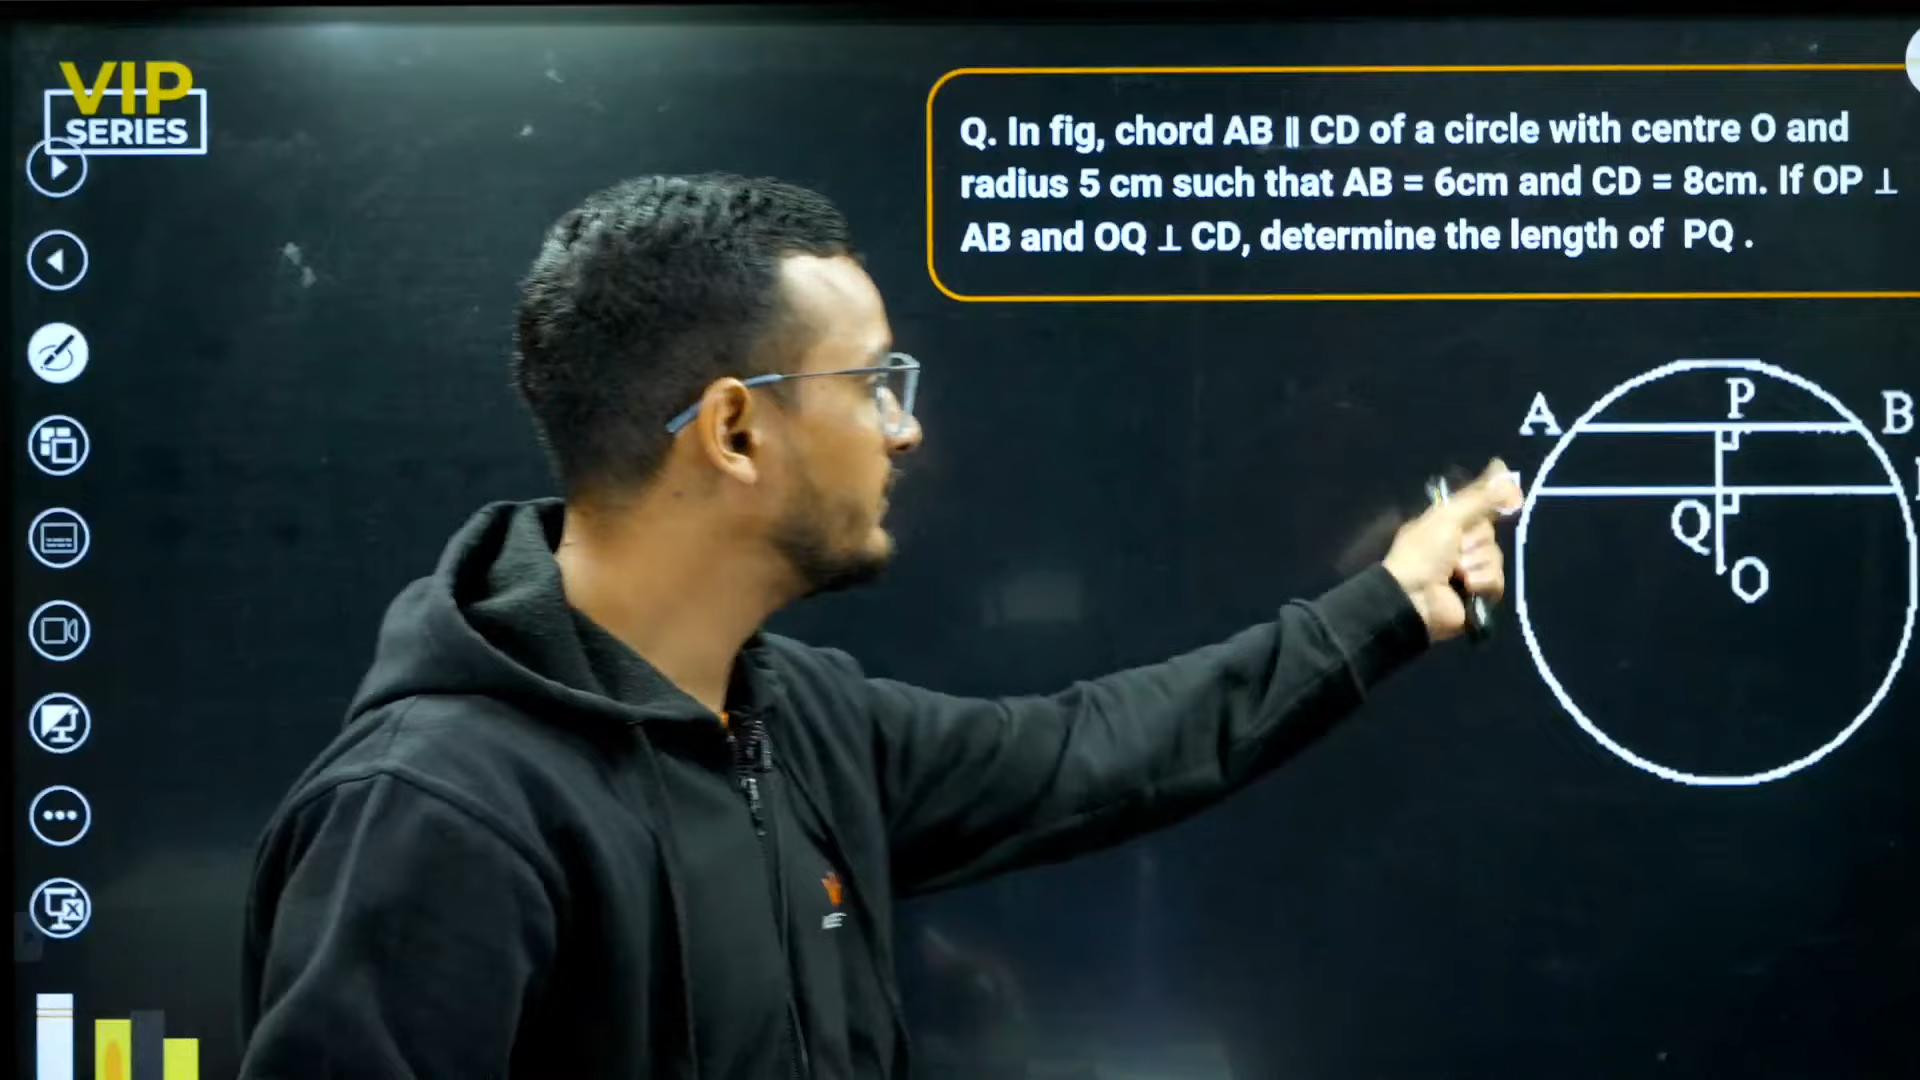 VIP
SERIES
Q. In fig, chord AB ∥ CD of a circle with centre O and
radius 5 cm such that AB = 6cm and CD = 8cm. If OP ⊥
AB and OQ ⊥ CD, determine the length of PQ .
P
A
B
Q
O